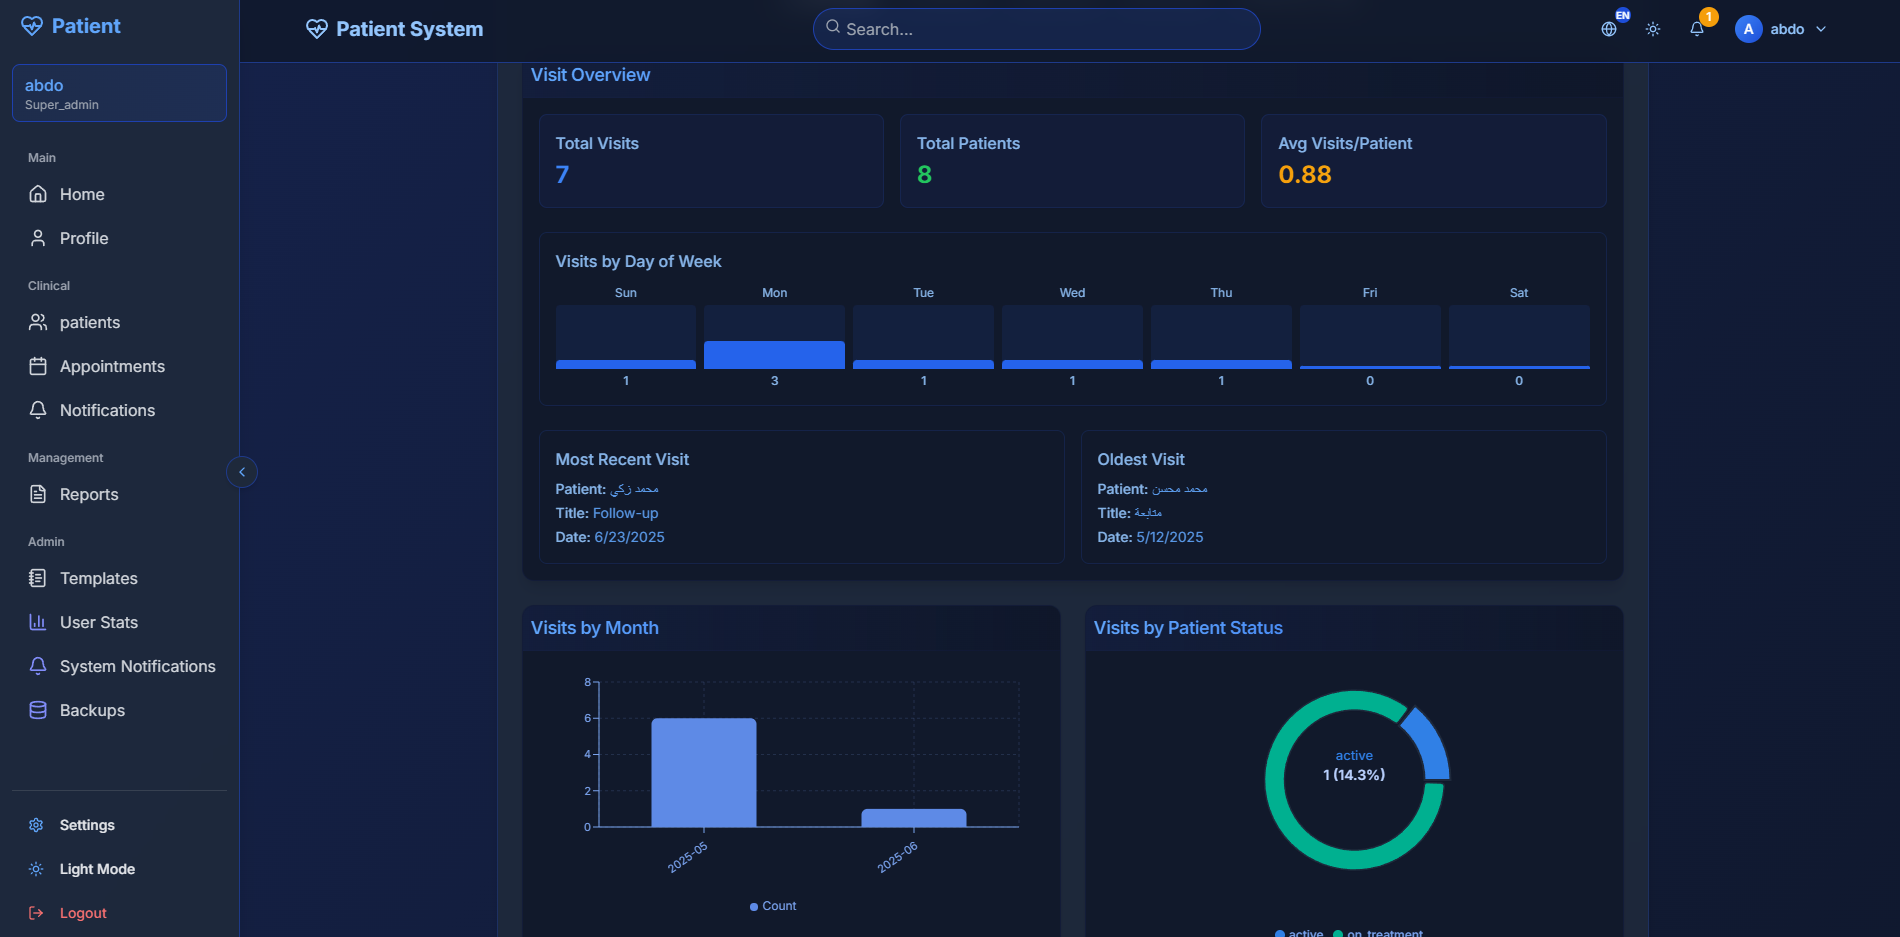 Patient
abdo
Super_admin
Main
Home
Profile
Clinical
patients
Appointments
Notifications
Management
Reports
Admin
Templates
User Stats
System Notifications
Backups
Settings
Light Mode
Logout
Patient System
Search...
EN
1
A
abdo
Visit Overview
Total Visits
7
Total Patients
8
Avg Visits/Patient
0.88
Visits by Day of Week
Sun Mon Tue Wed Thu Fri Sat
1 3 1 1 1 0 0
Most Recent Visit
Patient: محمد زكي
Title: Follow-up
Date: 6/23/2025
Oldest Visit
Patient: محمد محسن
Title: متابعة
Date: 5/12/2025
Visits by Month
8
6
4
2
0
2025-05 2025-06
Count
Visits by Patient Status
active
1 (14.3%)
active on_treatment